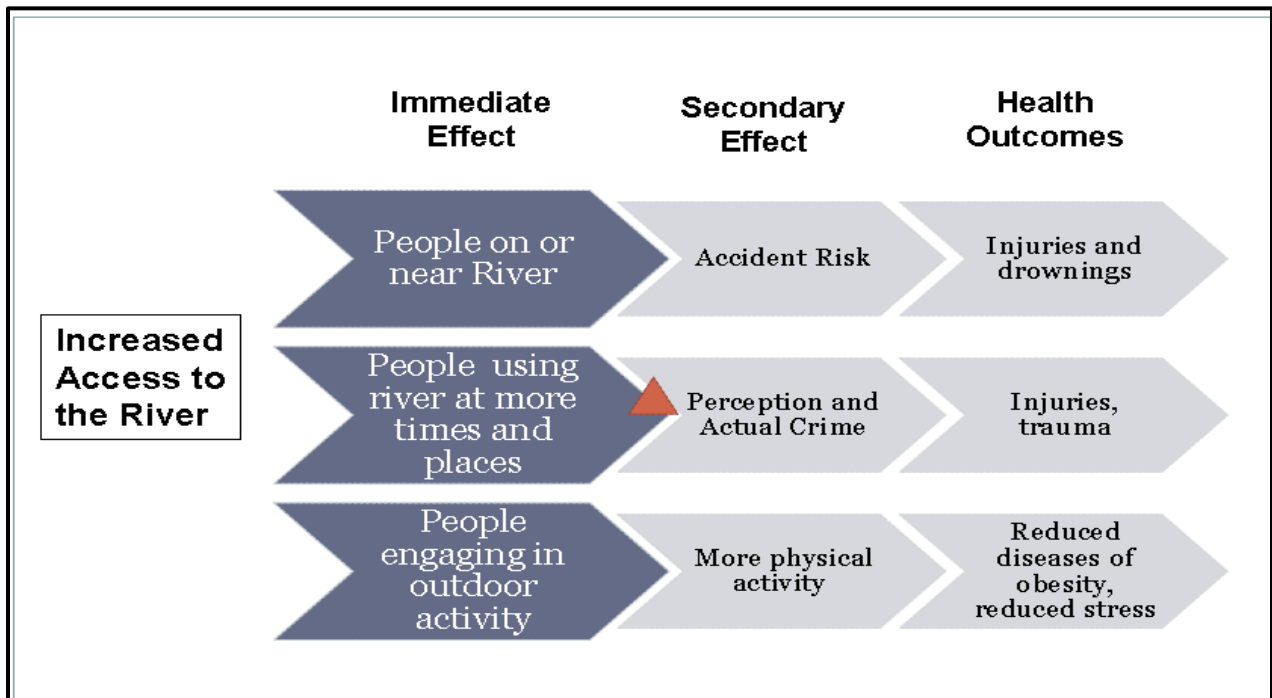 Immediate
Effect
Secondary
Effect
Health
Outcomes
Increased
Access to
the River
People on or
near River
Accident Risk
Injuries and
drownings
People using
river at more
times and
places
Perception and
Actual Crime
Injuries,
trauma
People
engaging in
outdoor
activity
More physical
activity
Reduced
diseases of
obesity,
reduced stress